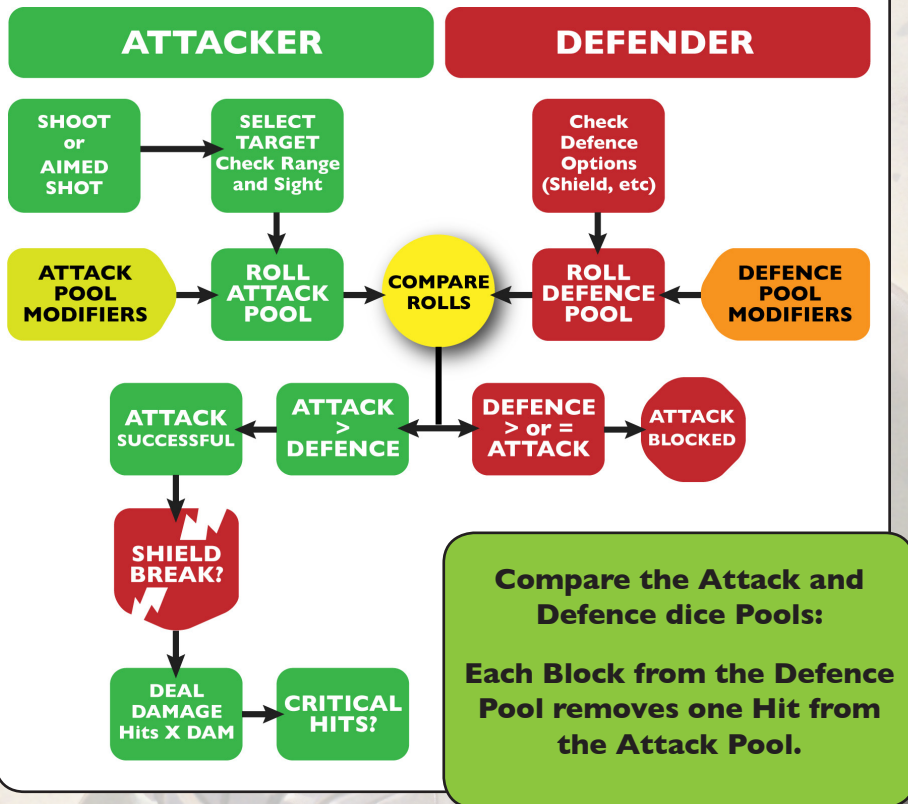 ATTACKER
DEFENDER
SHOOT
or
AIMED
SHOT
SELECT
TARGET
Check Range
and Sight
Check
Defence
Options
(Shield, etc)
ATTACK
POOL
MODIFIERS
ROLL
ATTACK
POOL
COMPARE
ROLLS
ROLL
DEFENCE
POOL
DEFENCE
POOL
MODIFIERS
ATTACK
SUCCESSFUL
ATTACK
>
DEFENCE
DEFENCE
> or =
ATTACK
ATTACK
BLOCKED
SHIELD
BREAK?
DEAL
DAMAGE
Hits X DAM
CRITICAL
HITS?
Compare the Attack and
Defence dice Pools:
Each Block from the Defence
Pool removes one Hit from
the Attack Pool.